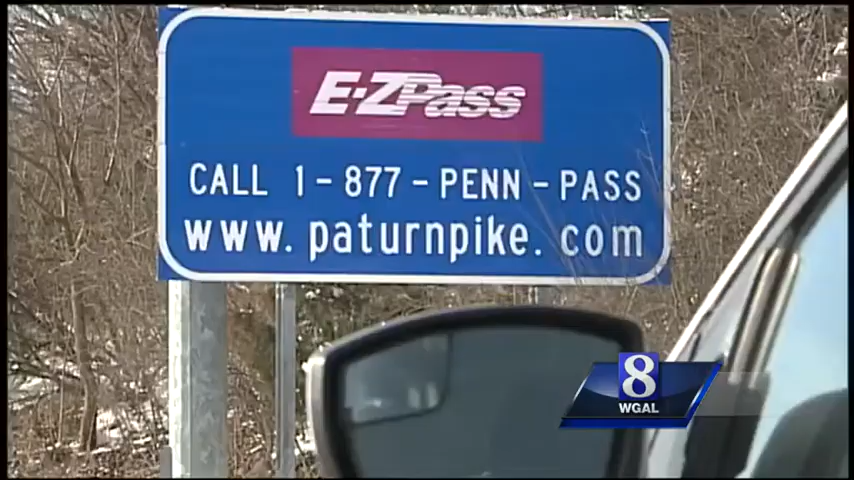 E-ZPass
CALL 1-877-PENN-PASS
www.paturnpike.com
8
WGAL